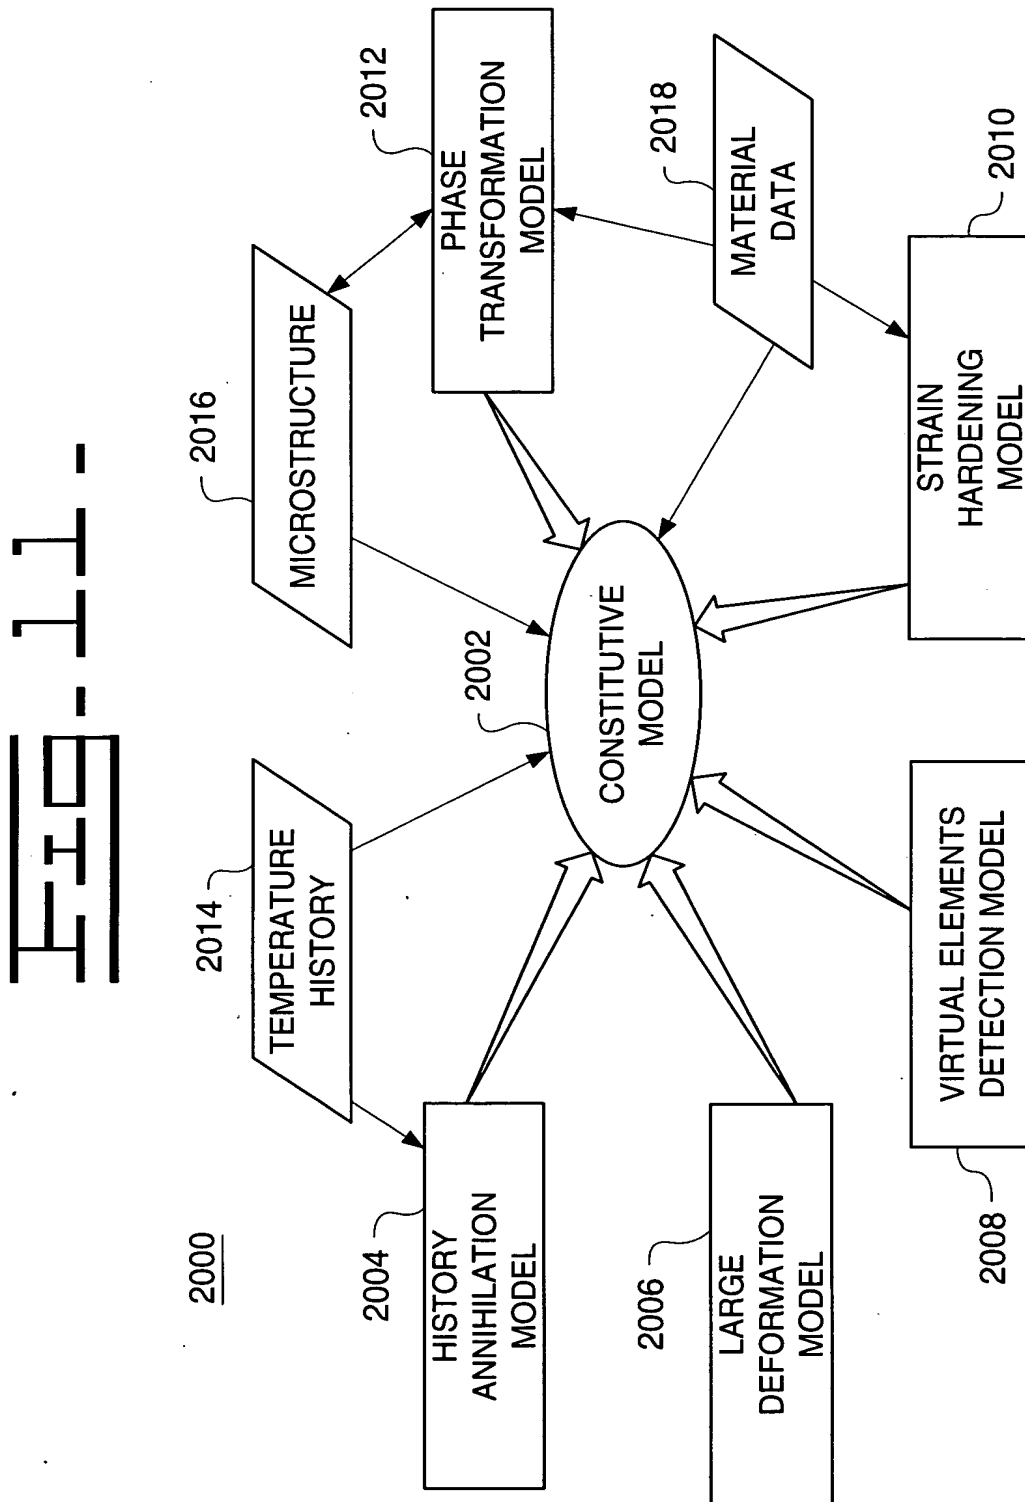 Fig. 11.
2000
2014
TEMPERATURE
HISTORY
2016
MICROSTRUCTURE
2004
HISTORY
ANNIHILATION
MODEL
2002
CONSTITUTIVE
MODEL
2012
PHASE
TRANSFORMATION
MODEL
2006
LARGE
DEFORMATION
MODEL
2018
MATERIAL
DATA
2008
VIRTUAL ELEMENTS
DETECTION MODEL
STRAIN
HARDENING
MODEL
2010